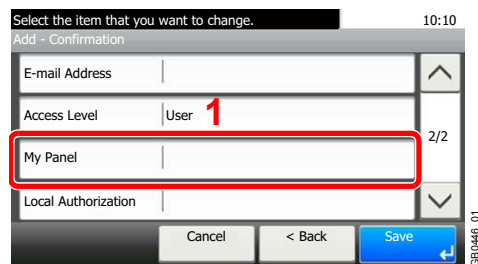 Select the item that you want to change. 10:10
Add - Confirmation
E-mail Address
Access Level User 1
2/2
My Panel
Local Authorization
Cancel < Back Save
GB0446_01